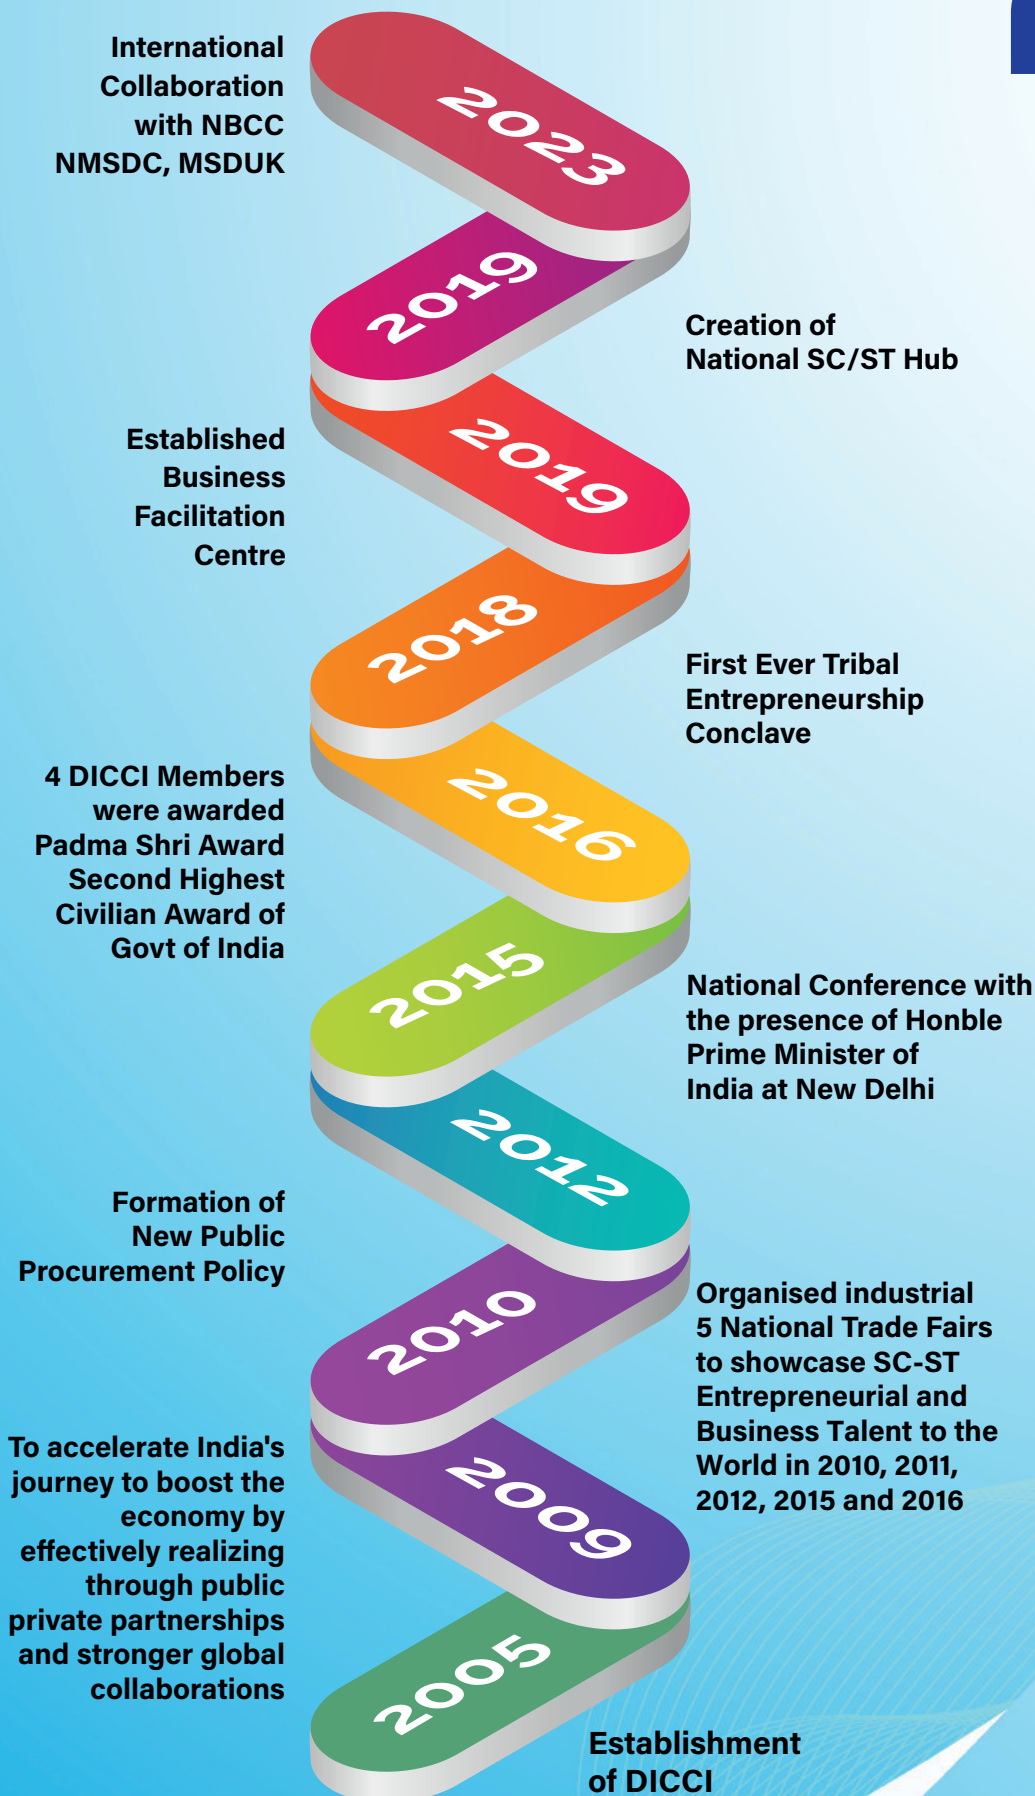 International
Collaboration
with NBCC
NMSDC, MSDUK
2023
2019
Creation of
National SC/ST Hub
Established
Business
Facilitation
Centre
2019
2018
First Ever Tribal
Entrepreneurship
Conclave
4 DICCI Members
were awarded
Padma Shri Award
Second Highest
Civilian Award of
Govt of India
2016
2015
National Conference with
the presence of Honble
Prime Minister of
India at New Delhi
Formation of
New Public
Procurement Policy
2012
2010
Organised industrial
5 National Trade Fairs
to showcase SC-ST
Entrepreneurial and
Business Talent to the
World in 2010, 2011,
2012, 2015 and 2016
To accelerate India's
journey to boost the
economy by
effectively realizing
through public
private partnerships
and stronger global
collaborations
2009
2005
Establishment
of DICCI